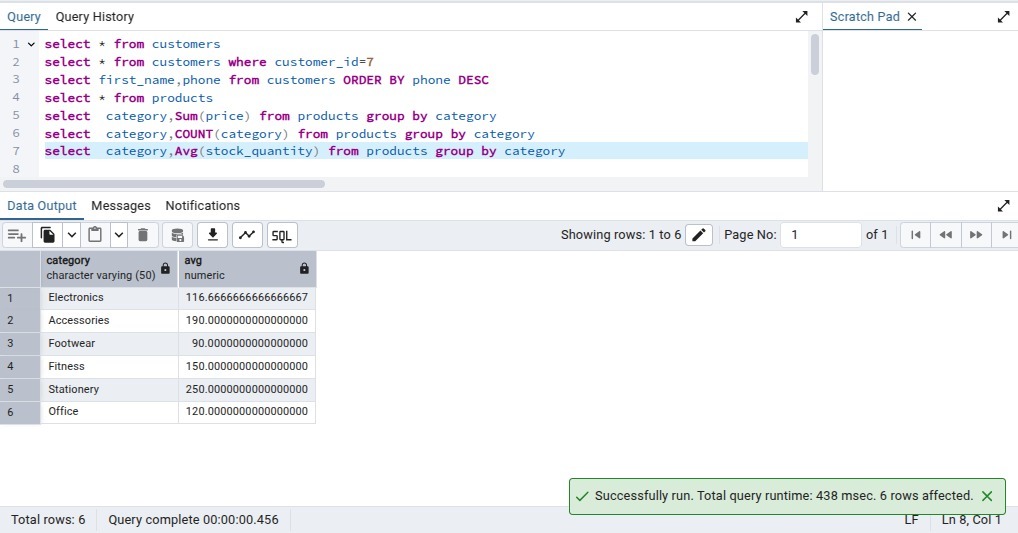 Query Query History Scratch Pad
1 select * from customers
2 select * from customers where customer_id=7
3 select first_name,phone from customers ORDER BY phone DESC
4 select * from products
5 select category,Sum(price) from products group by category
6 select category,COUNT(category) from products group by category
7 select category,Avg(stock_quantity) from products group by category
8
Data Output Messages Notifications
SQL Showing rows: 1 to 6 Page No: 1 of 1
category avg
character varying (50) numeric
1 Electronics 116.6666666666666667
2 Accessories 190.0000000000000000
3 Footwear 90.0000000000000000
4 Fitness 150.0000000000000000
5 Stationery 250.0000000000000000
6 Office 120.0000000000000000
Successfully run. Total query runtime: 438 msec. 6 rows affected.
Total rows: 6 Query complete 00:00:00.456 LF Ln 8, Col 1